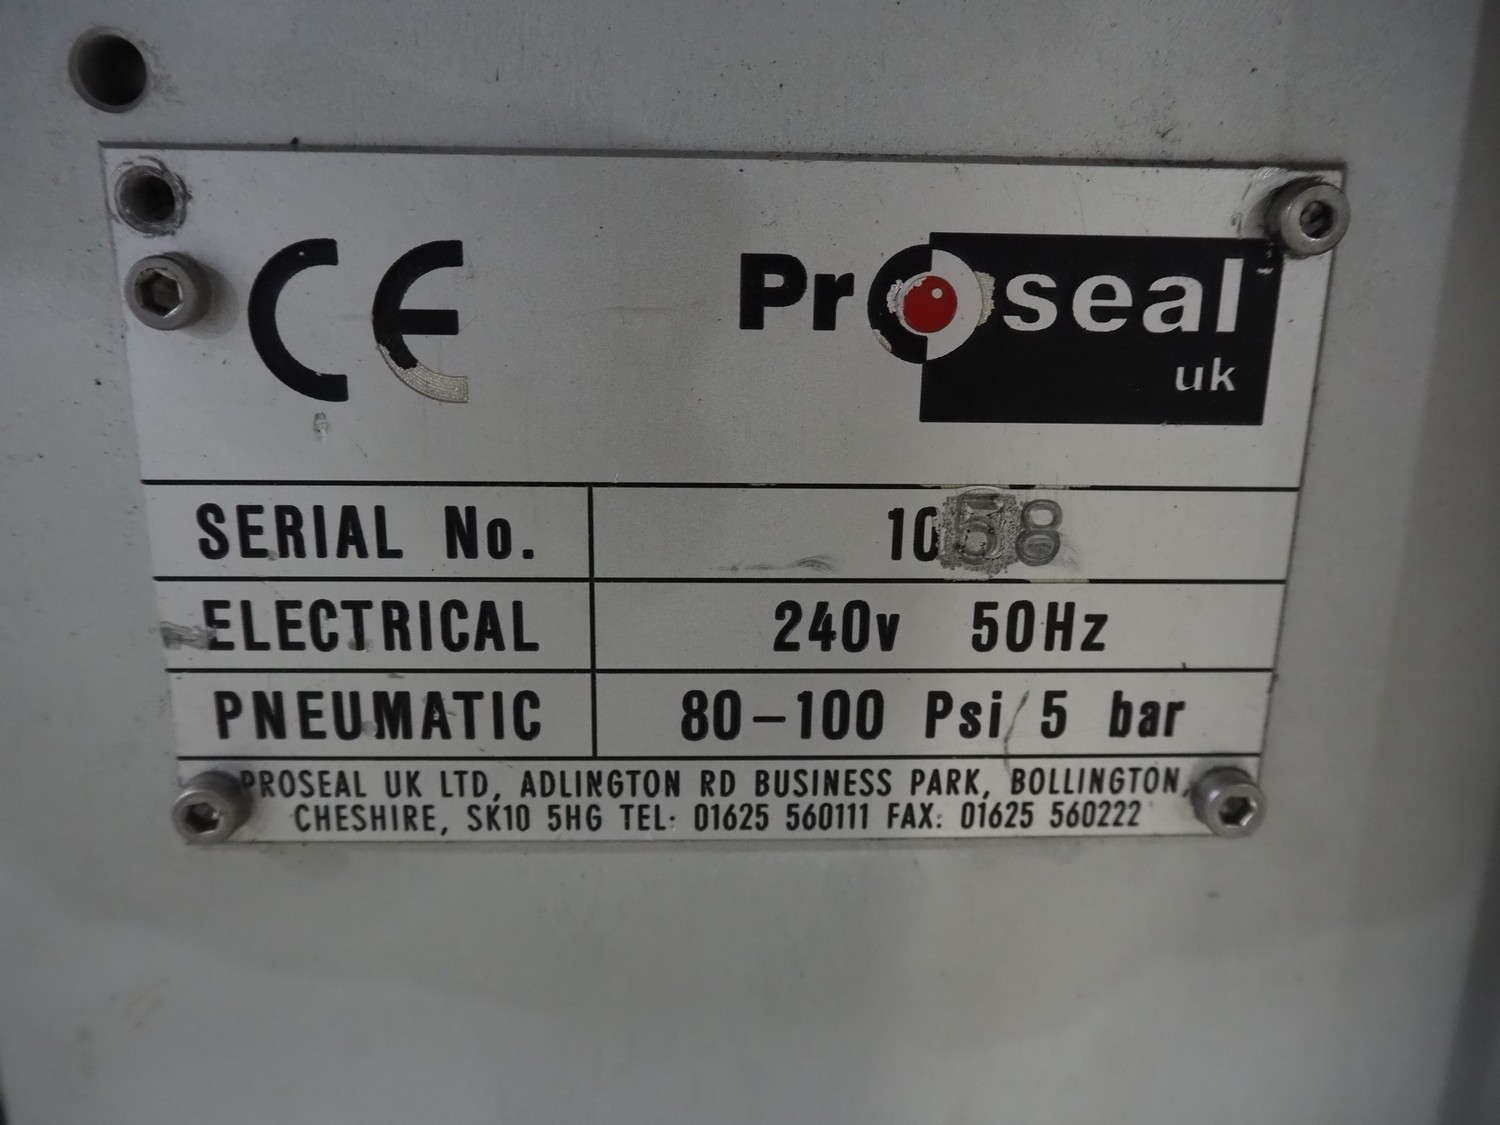 CE
Proseal
uk
SERIAL No. 1058
ELECTRICAL 240v 50Hz
PNEUMATIC 80-100 Psi/5 bar
PROSEAL UK LTD, ADLINGTON RD BUSINESS PARK, BOLLINGTON,
CHESHIRE, SK10 5HG TEL: 01625 560111 FAX: 01625 560222